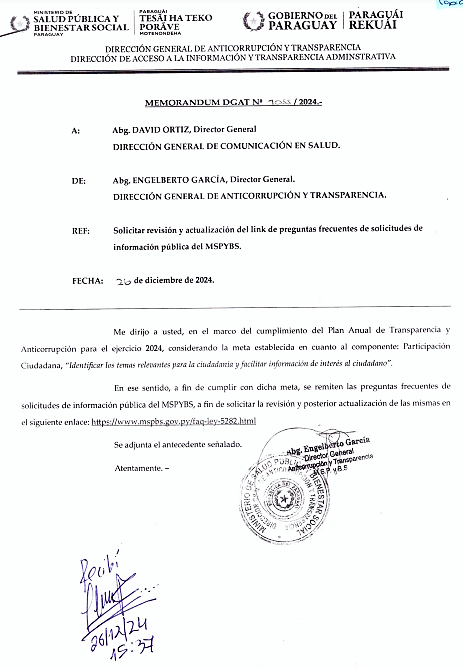 MINISTERIO DE
SALUD PÚBLICA Y
BIENESTAR SOCIAL
PARAGUAY
PARAGUÁI
TESÃI HA TEKO
PORÃVE
MOTENONDEHA
GOBIERNO DEL
PARAGUAY
PARAGUÁI
REKUÁI
DIRECCIÓN GENERAL DE ANTICORRUPCIÓN Y TRANSPARENCIA
DIRECCIÓN DE ACCESO A LA INFORMACIÓN Y TRANSPARENCIA ADMINSTRATIVA
MEMORANDUM DGAT Nº / 2024.-
A: Abg. DAVID ORTIZ, Director General
DIRECCIÓN GENERAL DE COMUNICACIÓN EN SALUD.
DE: Abg. ENGELBERTO GARCÍA, Director General.
DIRECCIÓN GENERAL DE ANTICORRUPCIÓN Y TRANSPARENCIA.
REF: Solicitar revisión y actualización del link de preguntas frecuentes de solicitudes de
información pública del MSPYBS.
FECHA: 26 de diciembre de 2024.
Me dirijo a usted, en el marco del cumplimiento del Plan Anual de Transparencia y
Anticorrupción para el ejercicio 2024, considerando la meta establecida en cuanto al componente: Participación
Ciudadana, “Identificar los temas relevantes para la ciudadanía y facilitar información de interés al ciudadano”.
En ese sentido, a fin de cumplir con dicha meta, se remiten las preguntas frecuentes de
solicitudes de información pública del MSPYBS, a fin de solicitar la revisión y posterior actualización de las mismas
en el siguiente enlace: https://www.mspbs.gov.py/faq-ley-5282.html
Se adjunta el antecedente señalado.
Atentamente. –
Abg. Engelberto García
Director General
Anticorrupción y Transparencia
M.S.P. y B.S.
MINISTERIO DE SALUD PÚBLICA Y BIENESTAR SOCIAL
Recibí
26/12/24
15:37